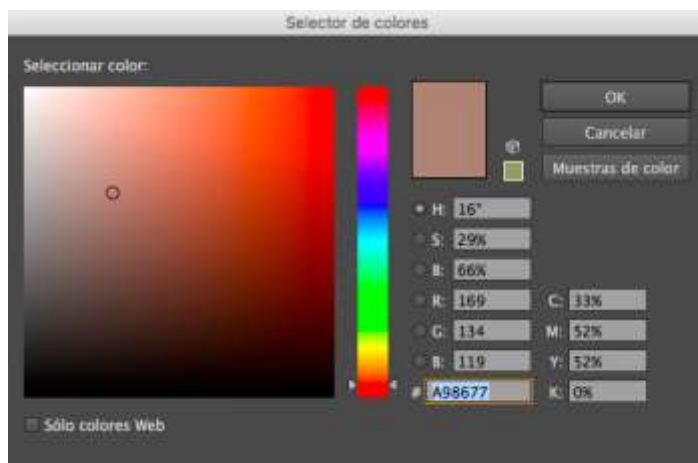 Selector de colores
Seleccionar color:
OK
Cancelar
Muestras de color
H: 16°
S: 29%
B: 66%
R: 169 C: 33%
G: 134 M: 52%
B: 119 Y: 52%
# A98677 K: 0%
Sólo colores Web